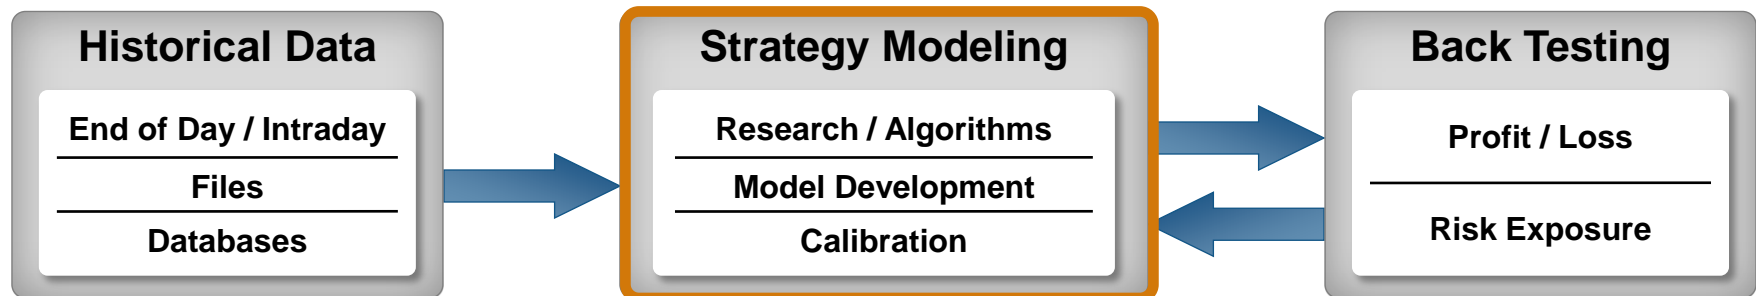 Historical Data
End of Day / Intraday
Files
Databases
Strategy Modeling
Research / Algorithms
Model Development
Calibration
Back Testing
Profit / Loss
Risk Exposure